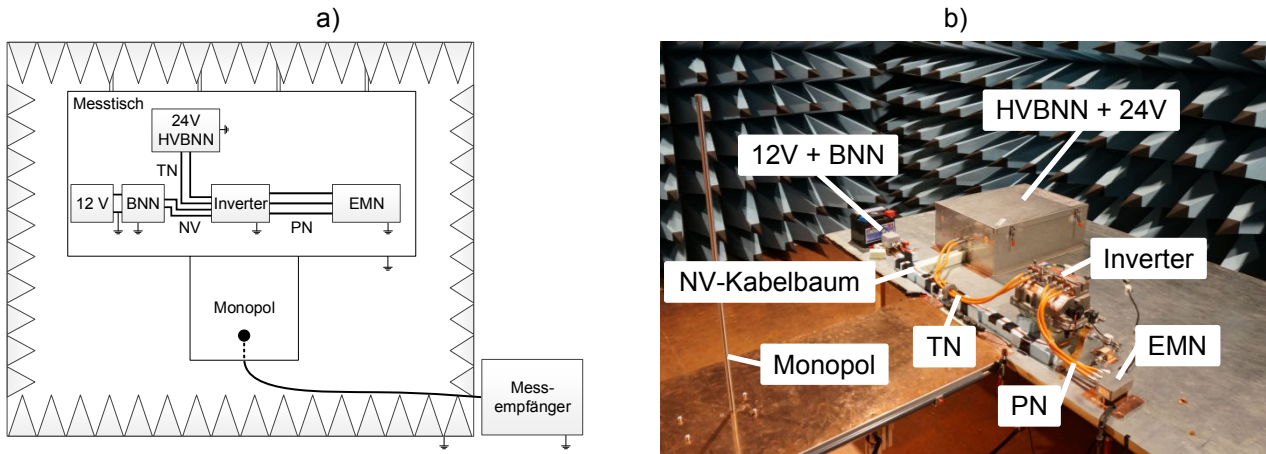 a)
Messtisch
24V
HVBNN
TN
12 V
BNN
Inverter
EMN
NV
PN
Monopol
Mess-
empfänger
b)
HVBNN + 24V
12V + BNN
Inverter
NV-Kabelbaum
TN
EMN
Monopol
PN